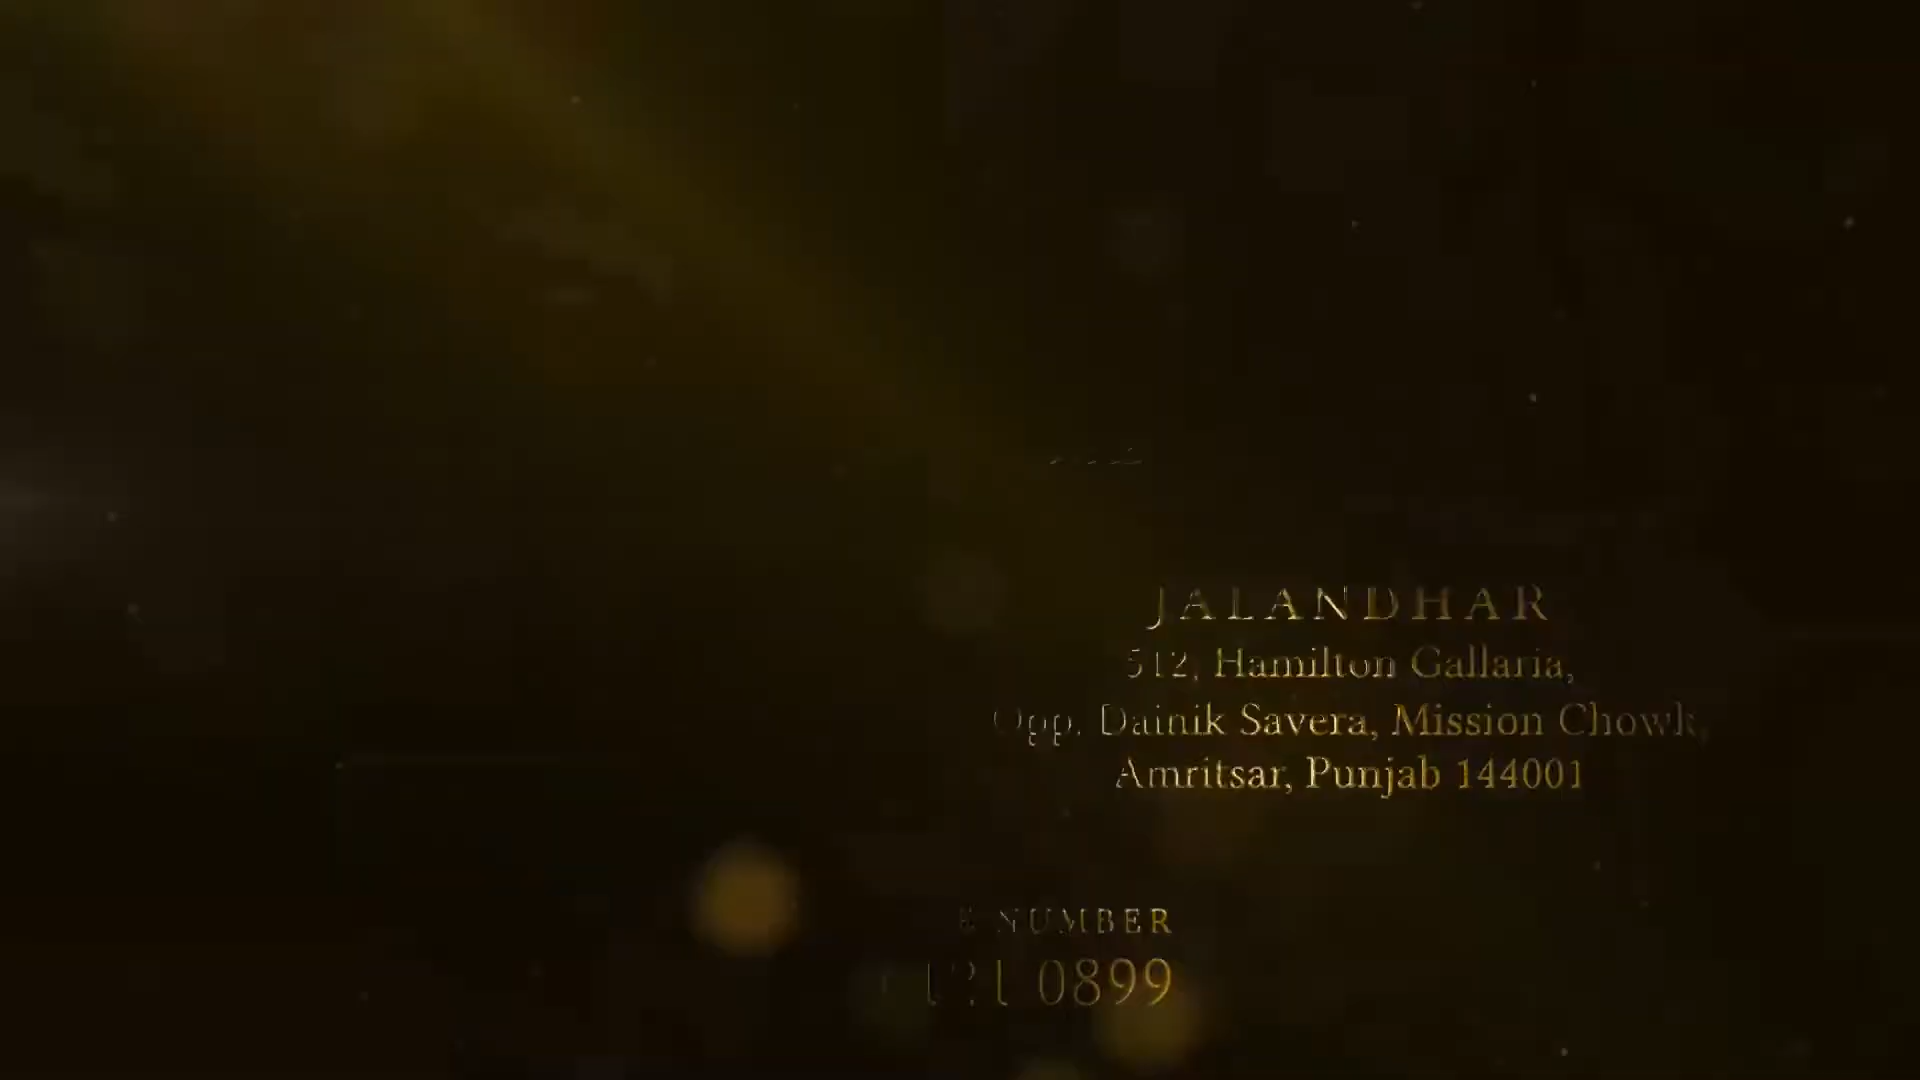 JALANDHAR
512, Hamilton Gallaria,
Opp. Dainik Savera, Mission Chowk,
Amritsar, Punjab 144001
NUMBER
0899